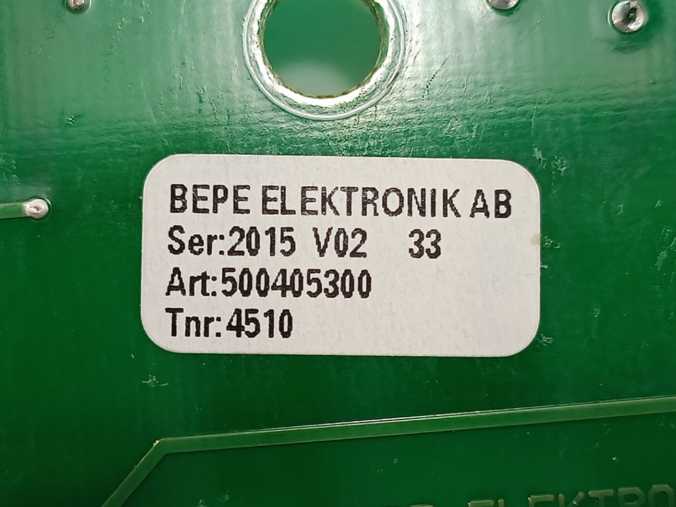 BEPE ELEKTRONIK AB
Ser:2015 V02 33
Art:500405300
Tnr:4510